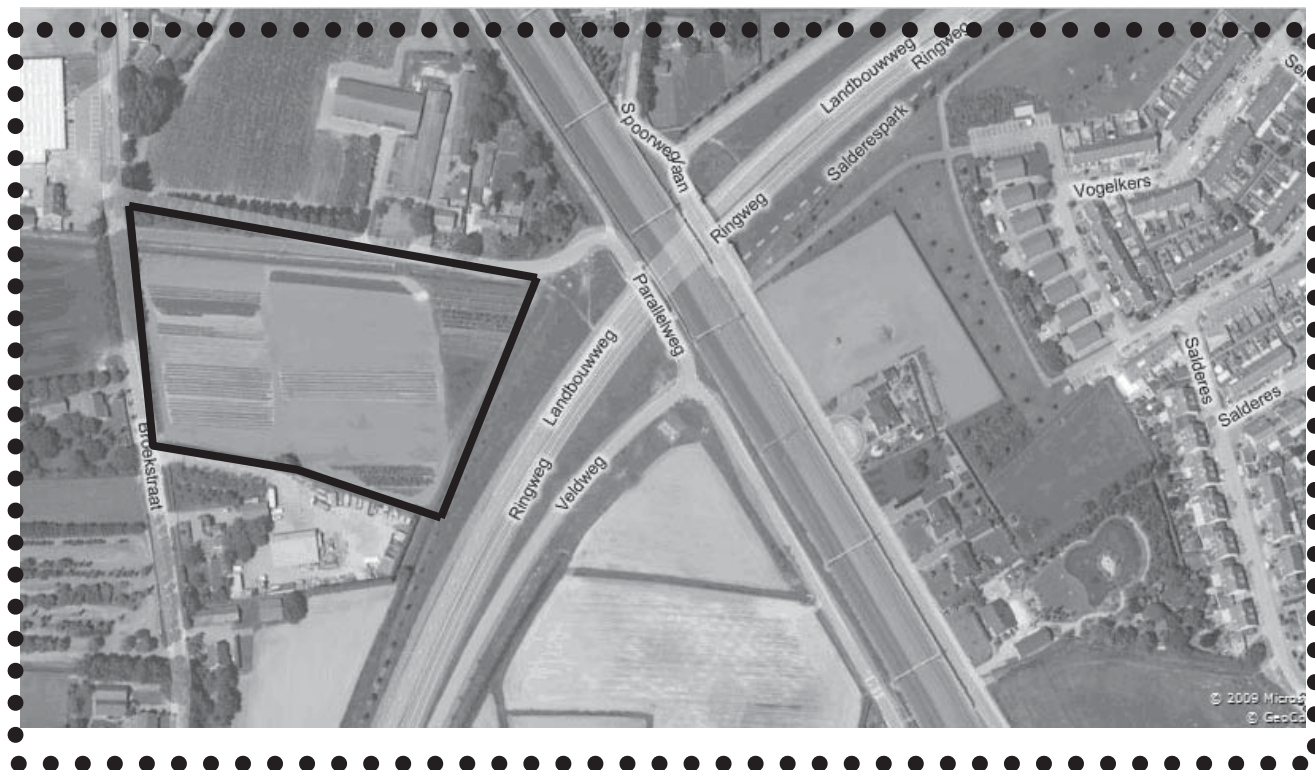 Landbouwweg
Ringweg
Spoorweglaan
Salderespark
Vogelkers
Ringweg
Parallelweg
Landbouwweg
Salderes
Salderes
Broekstraat
Ringweg
Veldweg
© 2009 Micros
© GeoCo